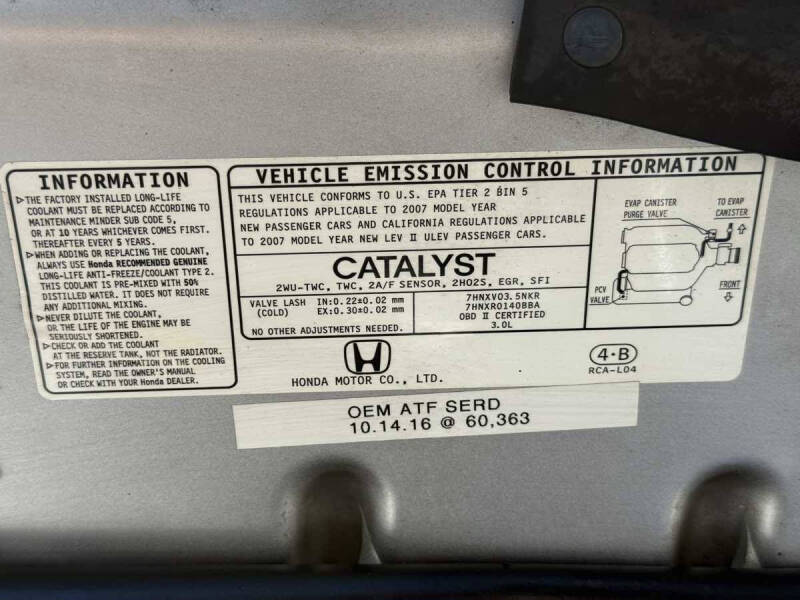 INFORMATION
▷THE FACTORY INSTALLED LONG-LIFE
COOLANT MUST BE REPLACED ACCORDING TO
MAINTENANCE MINDER SUB CODE 5,
OR AT 10 YEARS WHICHEVER COMES FIRST.
THEREAFTER EVERY 5 YEARS.
▷WHEN ADDING OR REPLACING THE COOLANT,
ALWAYS USE Honda RECOMMENDED GENUINE
LONG-LIFE ANTI-FREEZE/COOLANT TYPE 2.
THIS COOLANT IS PRE-MIXED WITH 50%
DISTILLED WATER. IT DOES NOT REQUIRE
ANY ADDITIONAL MIXING.
▷NEVER DILUTE THE COOLANT,
OR THE LIFE OF THE ENGINE MAY BE
SERIOUSLY SHORTENED.
▷CHECK OR ADD THE COOLANT
AT THE RESERVE TANK, NOT THE RADIATOR.
▷FOR FURTHER INFORMATION ON THE COOLING
SYSTEM, READ THE OWNER'S MANUAL
OR CHECK WITH YOUR Honda DEALER.
VEHICLE EMISSION CONTROL INFORMATION
THIS VEHICLE CONFORMS TO U.S. EPA TIER 2 BIN 5
REGULATIONS APPLICABLE TO 2007 MODEL YEAR
NEW PASSENGER CARS AND CALIFORNIA REGULATIONS APPLICABLE
TO 2007 MODEL YEAR NEW LEV II ULEV PASSENGER CARS.
CATALYST
2WU-TWC, TWC, 2A/F SENSOR, 2HO2S, EGR, SFI
VALVE LASH IN:0.22±0.02 mm
(COLD) EX:0.30±0.02 mm
NO OTHER ADJUSTMENTS NEEDED.
7HNXV03.5NKR
7HNXR0140BBA
OBD II CERTIFIED
3.0L
EVAP CANISTER
PURGE VALVE
TO EVAP
CANISTER
PCV
VALVE
HONDA MOTOR CO., LTD.
4·B
RCA-L04
OEM ATF SERD
10.14.16 @ 60,363